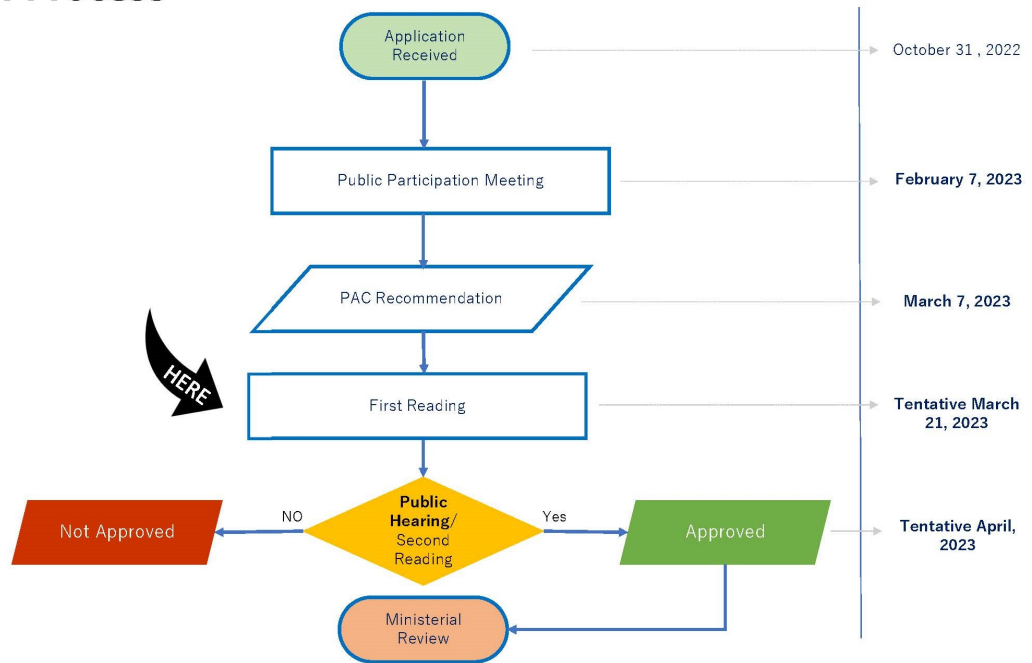 Application
Received
October 31 , 2022
Public Participation Meeting
February 7, 2023
PAC Recommendation
March 7, 2023
HERE
First Reading
Tentative March
21, 2023
Public
Hearing/
Second
Reading
NO
Yes
Not Approved
Approved
Tentative April,
2023
Ministerial
Review